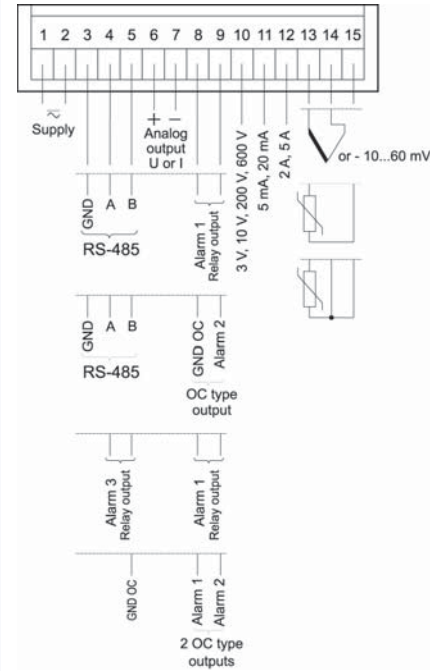 1 2 3 4 5 6 7 8 9 10 11 12 13 14 15
Supply
+ −
Analog
output
U or I
3 V, 10 V, 200 V, 600 V
5 mA, 20 mA
2 A, 5 A
or - 10...60 mV
GND A B
RS-485
Alarm 1
Relay output
GND A B
RS-485
GND OC
Alarm 2
OC type
output
Alarm 3
Relay output
Alarm 1
Relay output
GND OC
Alarm 1
Alarm 2
2 OC type
outputs